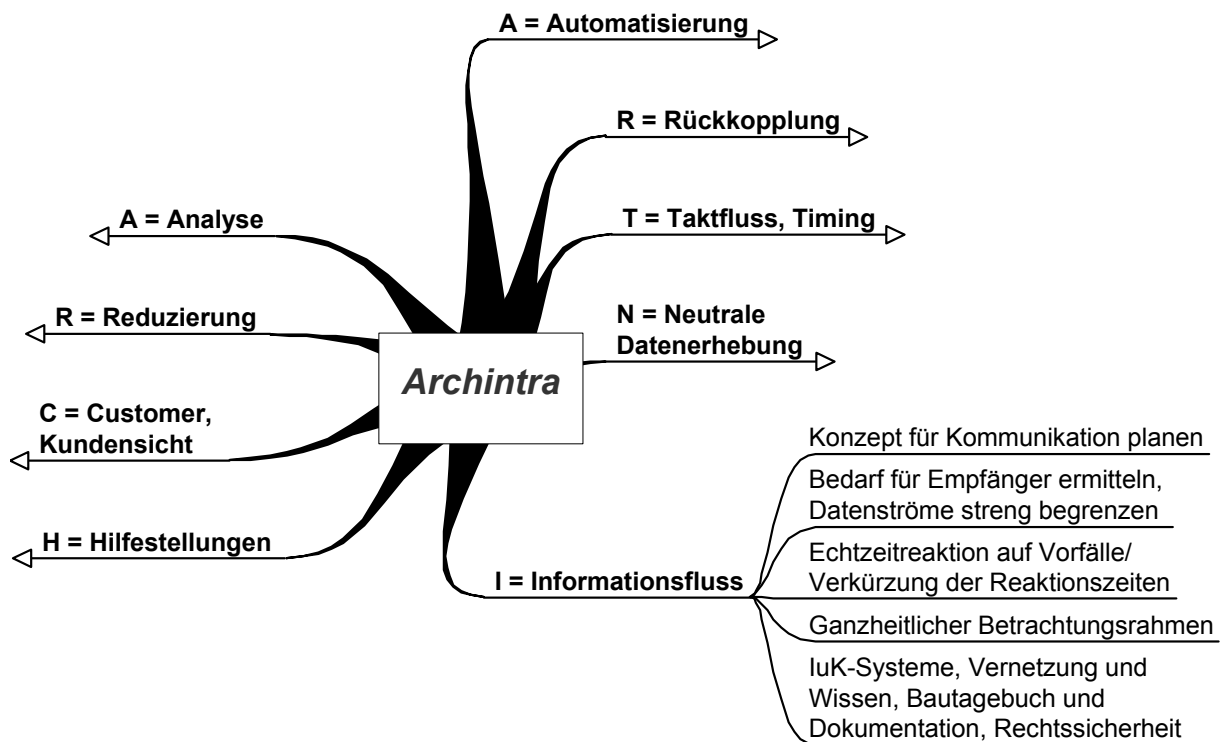 A = Automatisierung
R = Rückkopplung
T = Taktfluss, Timing
N = Neutrale
Datenerhebung
A = Analyse
R = Reduzierung
C = Customer,
Kundensicht
H = Hilfestellungen
Archintra
I = Informationsfluss
Konzept für Kommunikation planen
Bedarf für Empfänger ermitteln,
Datenströme streng begrenzen
Echtzeitreaktion auf Vorfälle/
Verkürzung der Reaktionszeiten
Ganzheitlicher Betrachtungsrahmen
IuK-Systeme, Vernetzung und
Wissen, Bautagebuch und
Dokumentation, Rechtssicherheit